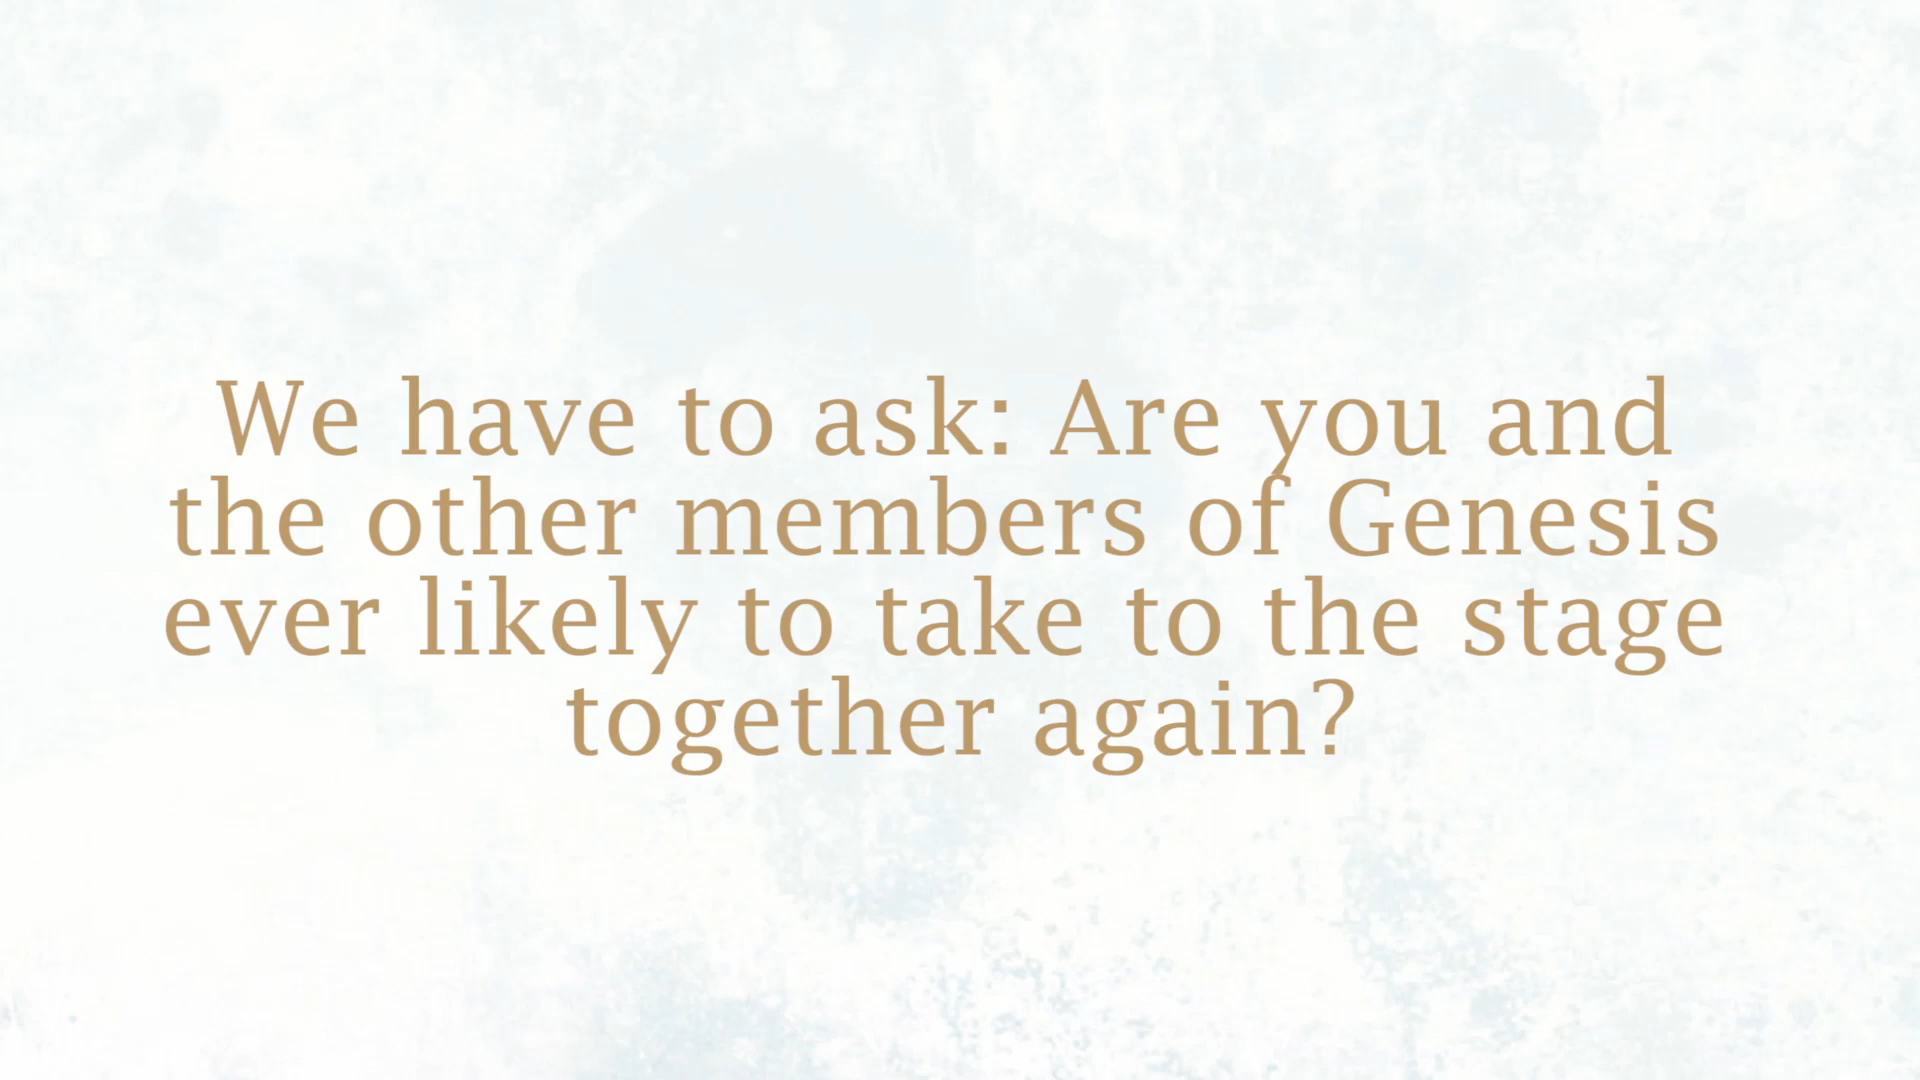 We have to ask: Are you and
the other members of Genesis
ever likely to take to the stage
together again?